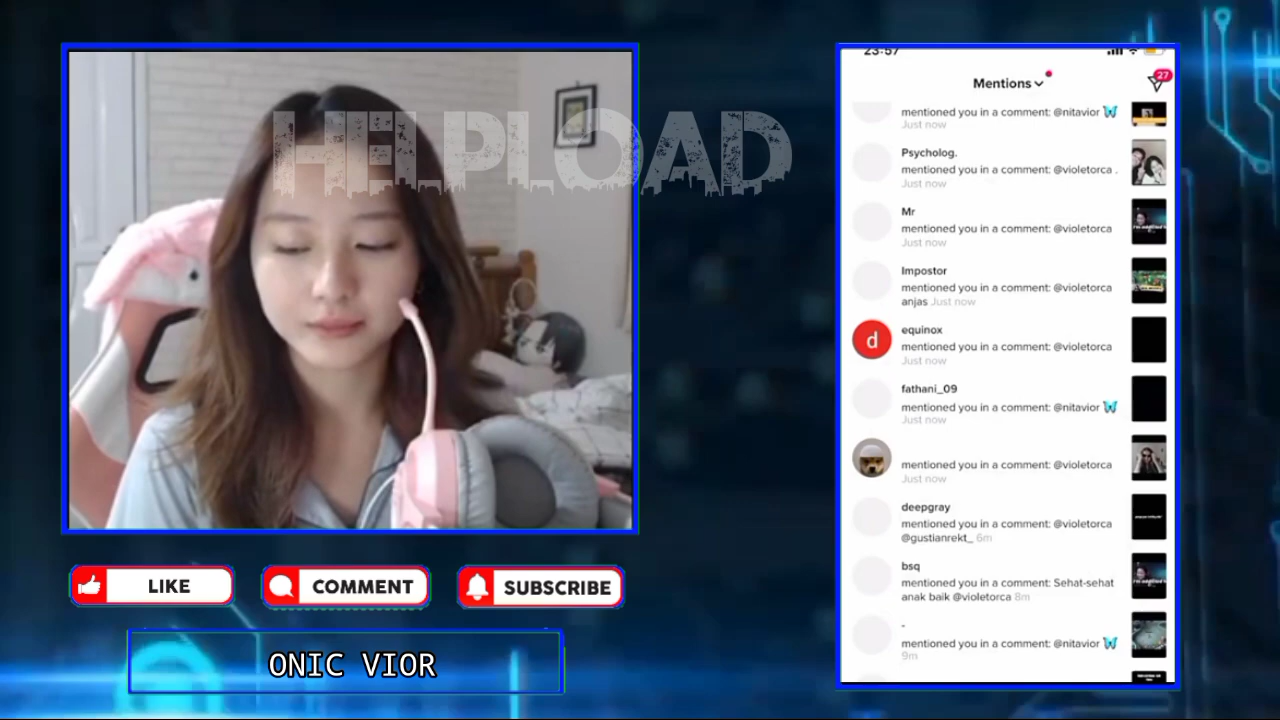 HELPLOAD
LIKE
COMMENT
SUBSCRIBE
ONIC VIOR
23:57
Mentions
27
mentioned you in a comment: @nitavior
Just now
Psycholog.
mentioned you in a comment: @violetorca .
Just now
Mr
mentioned you in a comment: @violetorca
Just now
Impostor
mentioned you in a comment: @violetorca
anjas Just now
d
equinox
mentioned you in a comment: @violetorca
Just now
fathani_09
mentioned you in a comment: @nitavior
Just now
mentioned you in a comment: @violetorca
Just now
deepgray
mentioned you in a comment: @violetorca
@gustianrekt_ 6m
bsq
mentioned you in a comment: Sehat-sehat
anak baik @violetorca 8m
-
mentioned you in a comment: @nitavior
9m